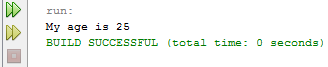 run:
My age is 25
BUILD SUCCESSFUL (total time: 0 seconds)